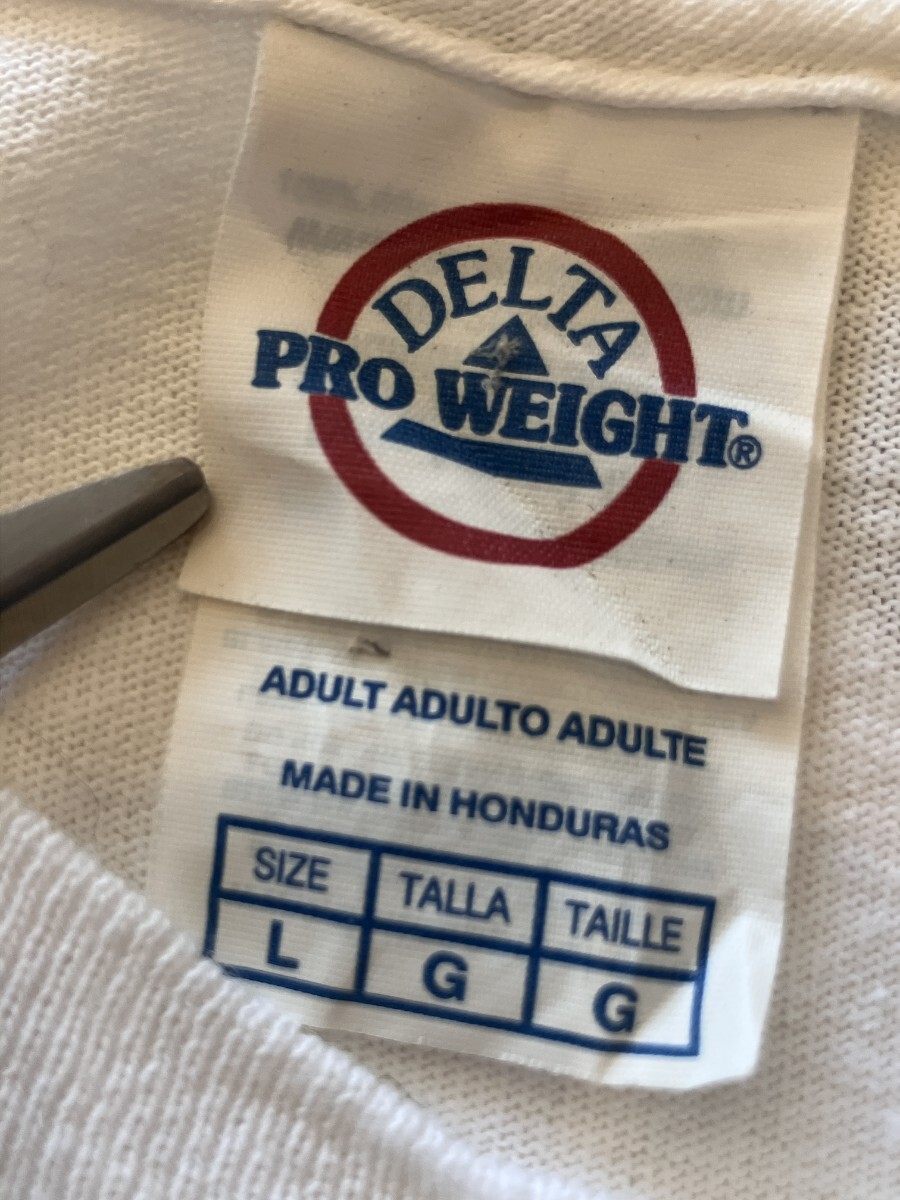 DELTA
PRO WEIGHT®
ADULT ADULTO ADULTE
MADE IN HONDURAS
SIZE TALLA TAILLE
L G G